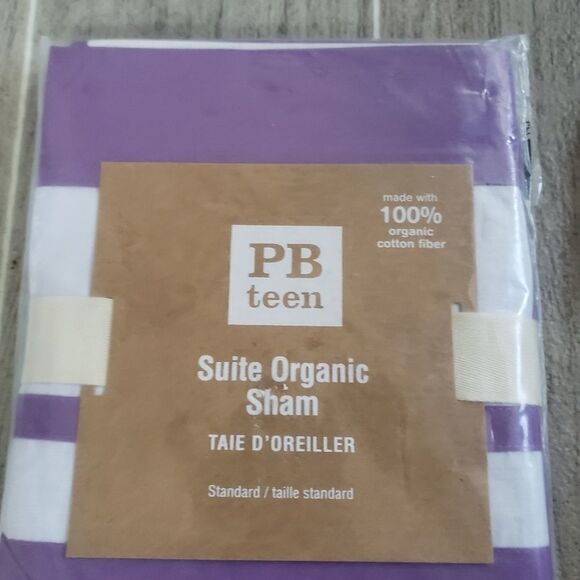 made with
100%
organic
cotton fiber
PB
teen
Suite Organic
Sham
TAIE D'OREILLER
Standard / taille standard